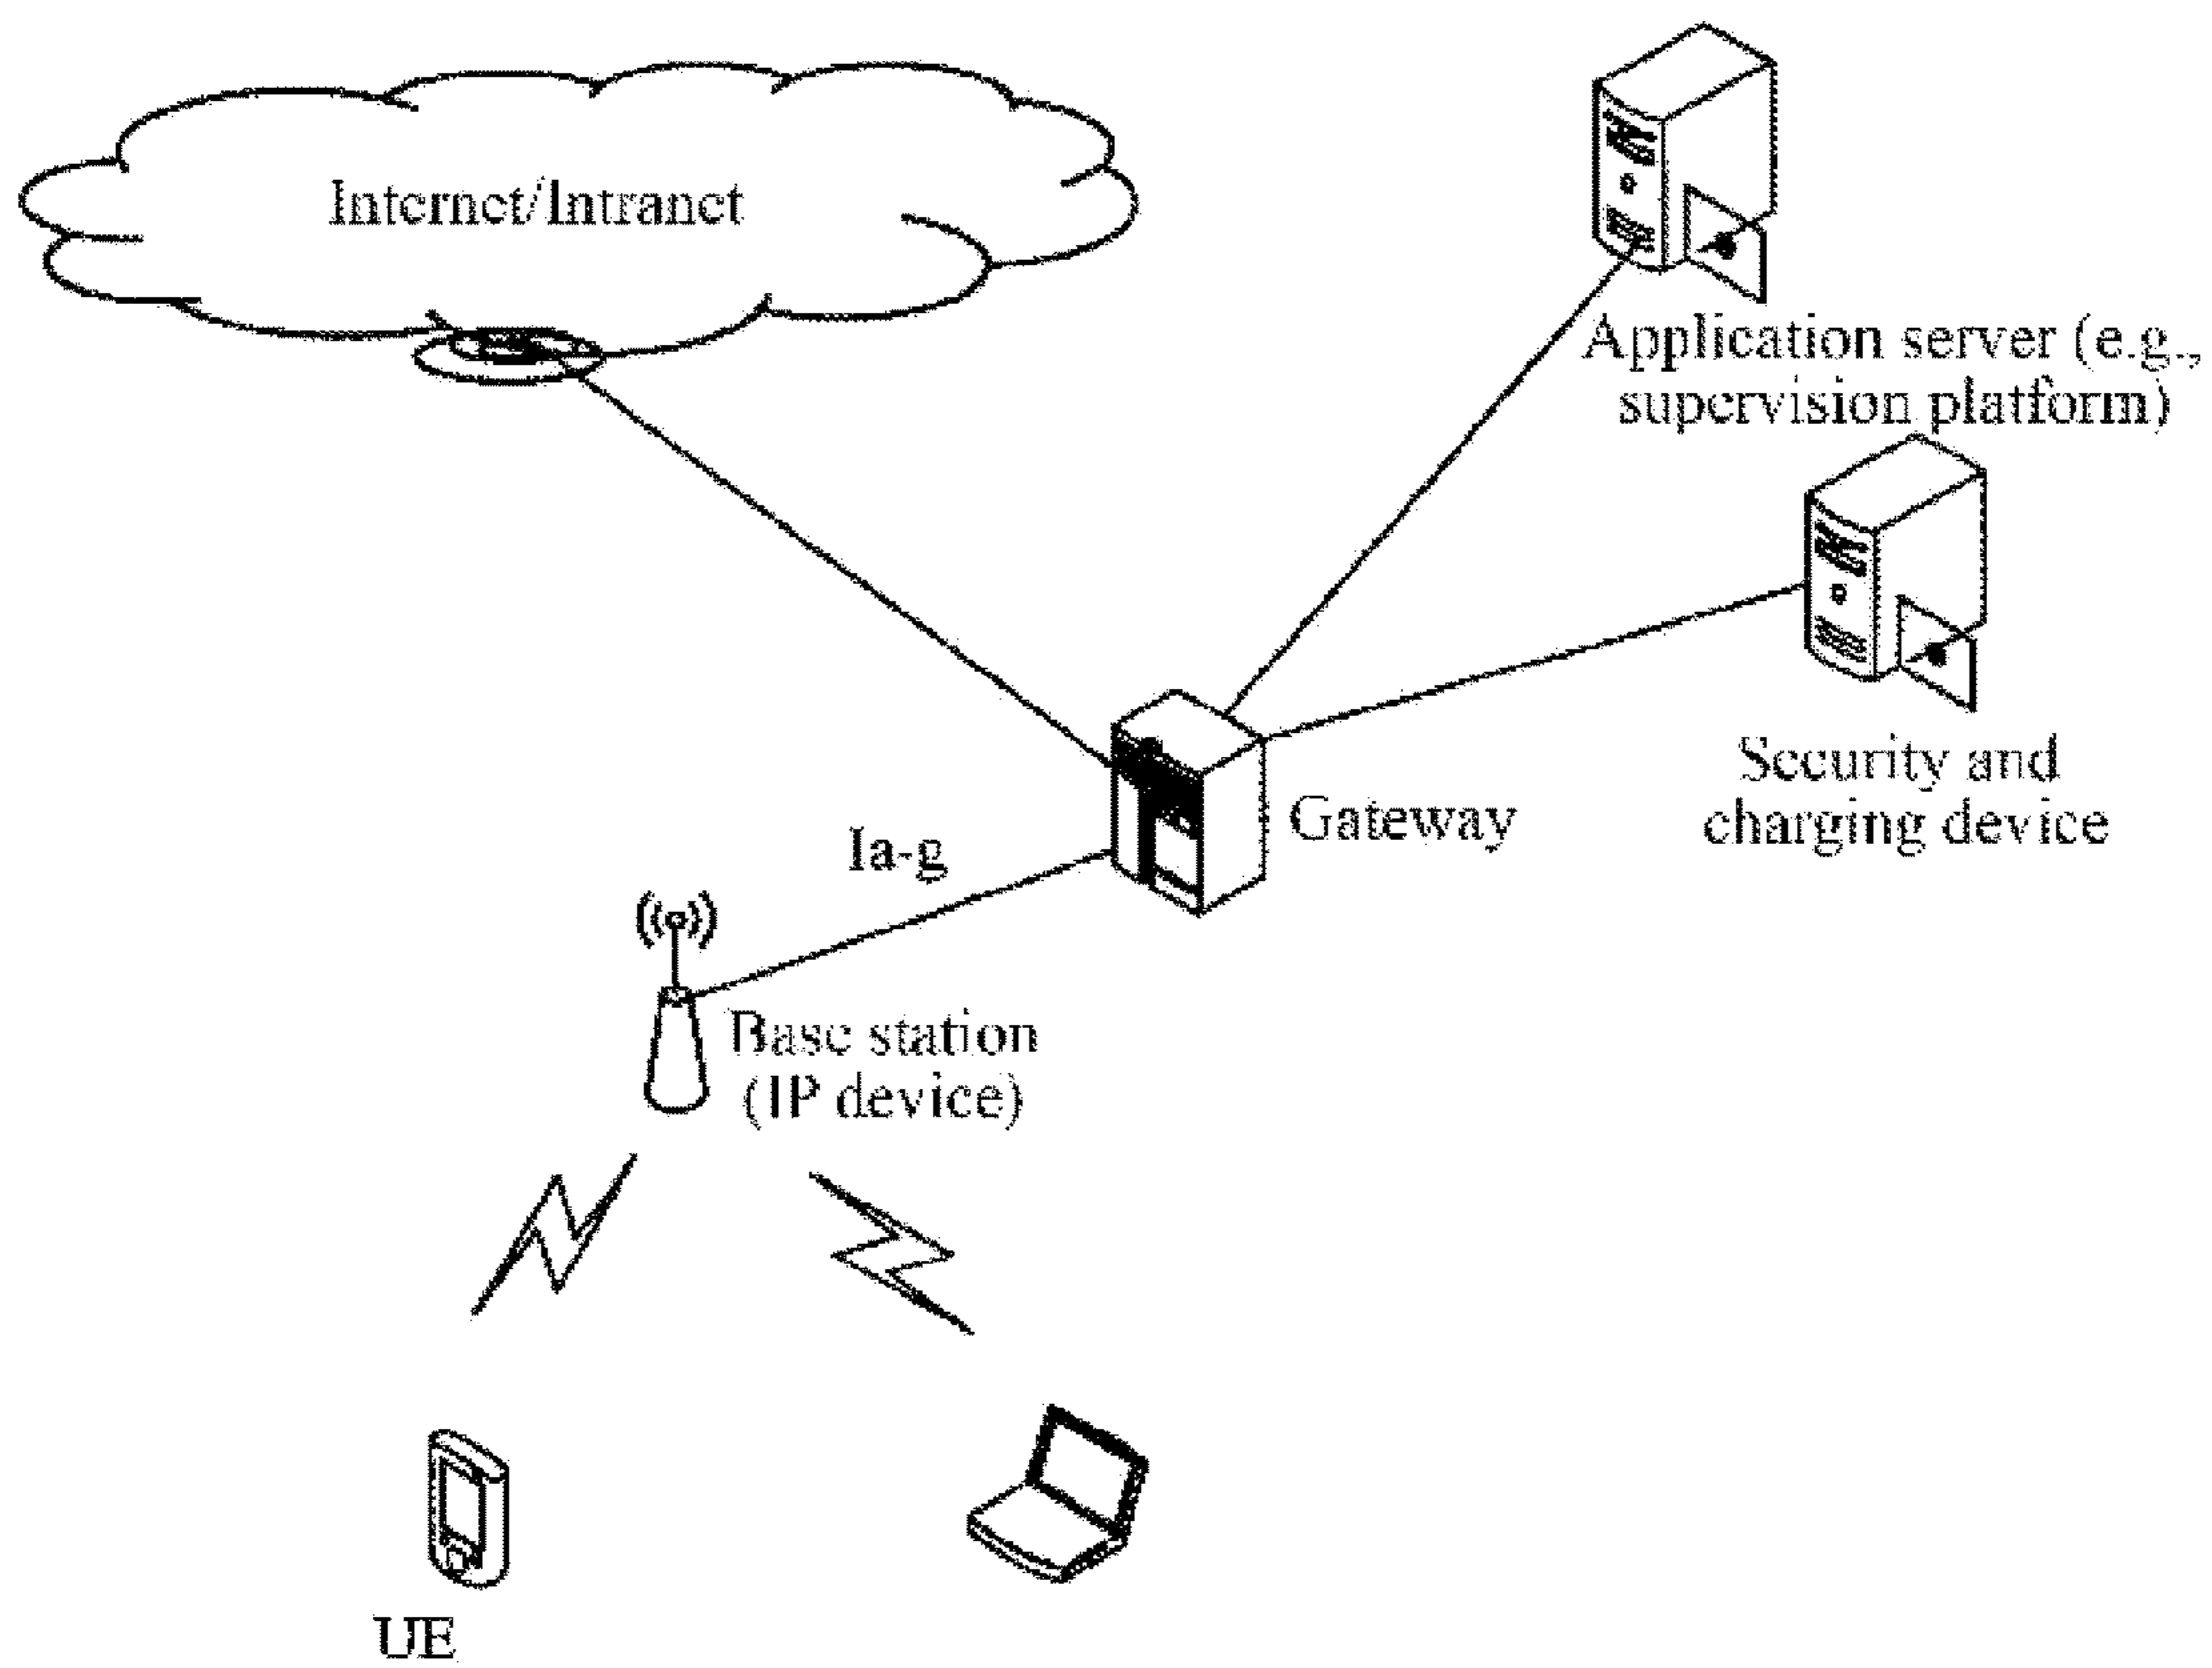 Internet/Intranet
Application server (e.g.,
supervision platform)
Security and
charging device
Gateway
Ia-g
Base station
(IP device)
UE